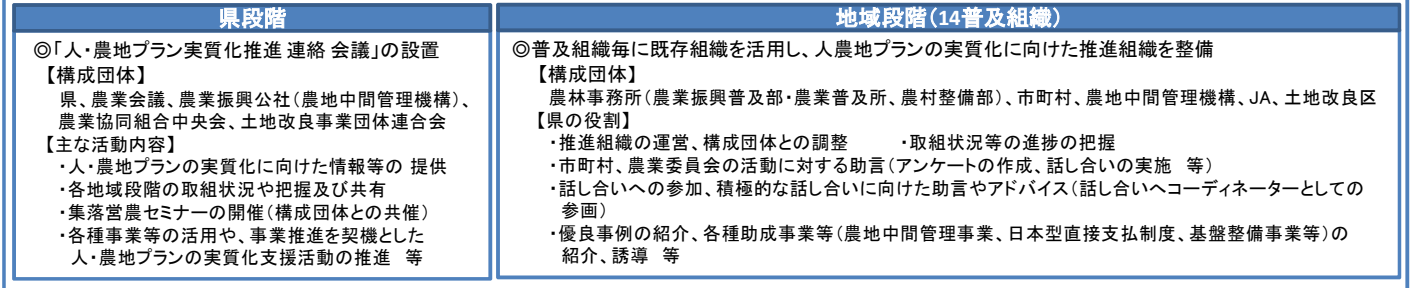 県段階
◎「人・農地プラン実質化推進 連絡 会議」の設置
【構成団体】
県、農業会議、農業振興公社（農地中間管理機構）、
農業協同組合中央会、土地改良事業団体連合会
【主な活動内容】
・人・農地プランの実質化に向けた情報等の 提供
・各地域段階の取組状況や把握及び共有
・集落営農セミナーの開催（構成団体との共催）
・各種事業等の活用や、事業推進を契機とした
人・農地プランの実質化支援活動の推進　等
地域段階（14普及組織）
◎普及組織毎に既存組織を活用し、人農地プランの実質化に向けた推進組織を整備
【構成団体】
農林事務所（農業振興普及部・農業普及所、農村整備部）、市町村、農地中間管理機構、JA、土地改良区
【県の役割】
・推進組織の運営、構成団体との調整　　・取組状況等の進捗の把握
・市町村、農業委員会の活動に対する助言（アンケートの作成、話し合いの実施　等）
・話し合いへの参加、積極的な話し合いに向けた助言やアドバイス（話し合いへコーディネーターとしての
参画）
・優良事例の紹介、各種助成事業等（農地中間管理事業、日本型直接支払制度、基盤整備事業等）の
紹介、誘導　等